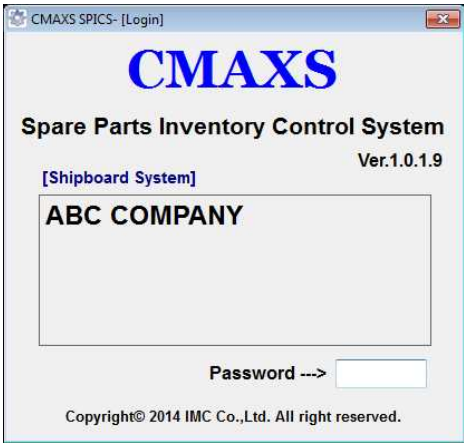 CMAXS SPICS- [Login]
CMAXS
Spare Parts Inventory Control System
Ver.1.0.1.9
[Shipboard System]
ABC COMPANY
Password --->
Copyright© 2014 IMC Co.,Ltd. All right reserved.